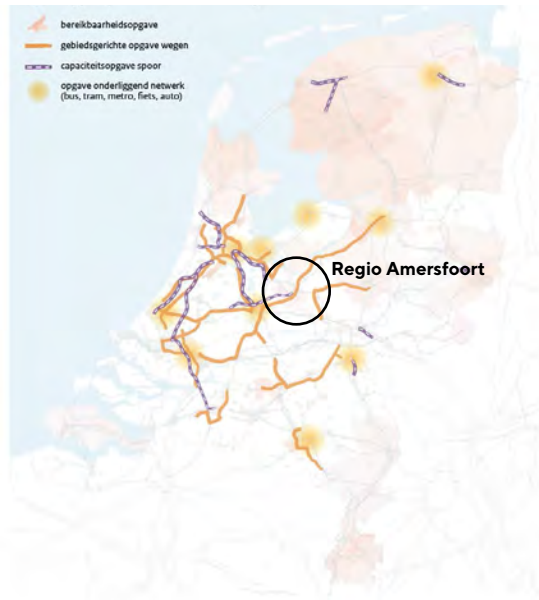 bereikbaarheidsopgave
gebiedsgerichte opgave wegen
capaciteitsopgave spoor
opgave onderliggend netwerk
(bus, tram, metro, fiets, auto)
Regio Amersfoort